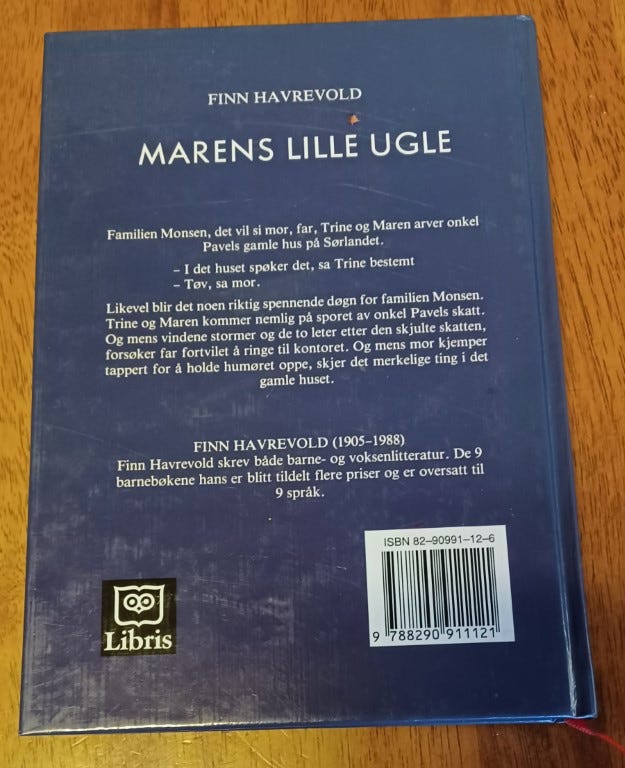 FINN HAVREVOLD
MARENS LILLE UGLE
Familien Monsen, det vil si mor, far, Trine og Maren arver onkel
Pavels gamle hus på Sørlandet.
– I det huset spøker det, sa Trine bestemt
– Tøv, sa mor.
Likevel blir det noen riktig spennende døgn for familien Monsen.
Trine og Maren kommer nemlig på sporet av onkel Pavels skatt.
Og mens vindene stormer og de to leter etter den skjulte skatten,
forsøker far fortvilet å ringe til kontoret. Og mens mor kjemper
tappert for å holde humøret oppe, skjer det merkelige ting i det
gamle huset.
FINN HAVREVOLD (1905-1988)
Finn Havrevold skrev både barne- og voksenlitteratur. De 9
barnebøkene hans er blitt tildelt flere priser og er oversatt til
9 språk.
ISBN 82–90991–12–6
9 788290 911121
Libris